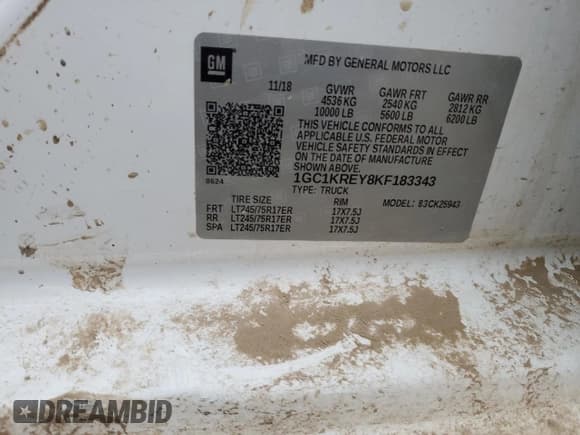 GM
MFD BY GENERAL MOTORS LLC
11/18 GVWR GAWR FRT GAWR RR
4536 KG 2540 KG 2812 KG
10000 LB 5600 LB 6200 LB
THIS VEHICLE CONFORMS TO ALL
APPLICABLE U.S. FEDERAL MOTOR
VEHICLE SAFETY STANDARDS IN EFFECT
ON THE DATE OF MANUFACTURE SHOWN ABOVE.
1GC1KREY8KF183343
TYPE: TRUCK
8624
MODEL: 83CK25943
TIRE SIZE RIM
FRT LT245/75R17ER 17X7.5J
RR LT245/75R17ER 17X7.5J
SPA LT245/75R17ER 17X7.5J
DREAMBID